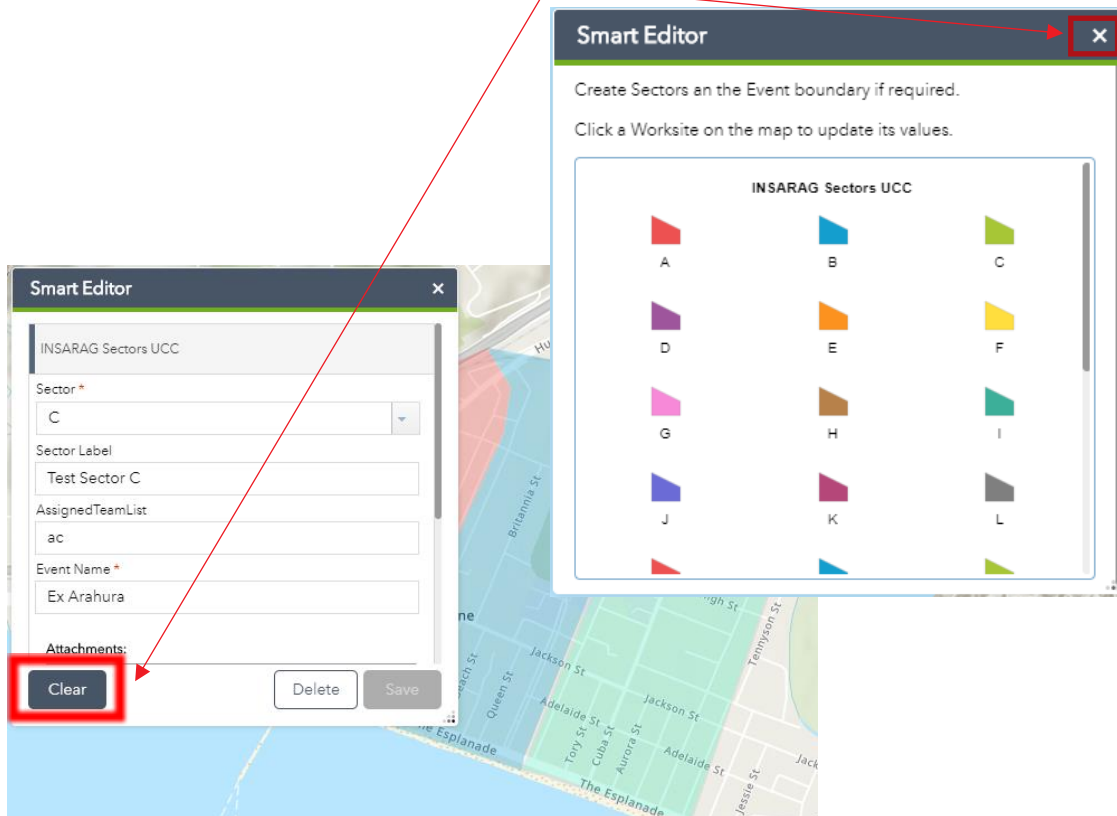 Smart Editor
×
Create Sectors an the Event boundary if required.
Click a Worksite on the map to update its values.
INSARAG Sectors UCC
A B C
D E F
G H I
J K L
Smart Editor
×
INSARAG Sectors UCC
Sector *
C
Sector Label
Test Sector C
AssignedTeamList
ac
Event Name *
Ex Arahura
Attachments:
Clear Delete Save
Britannia St
Jackson St
Queen St
The Esplanade
Tennyson St
Jackson St
Adelaide St
Tory St
Cuba St
Aurora St
Adelaide St
The Esplanade
Jessie St